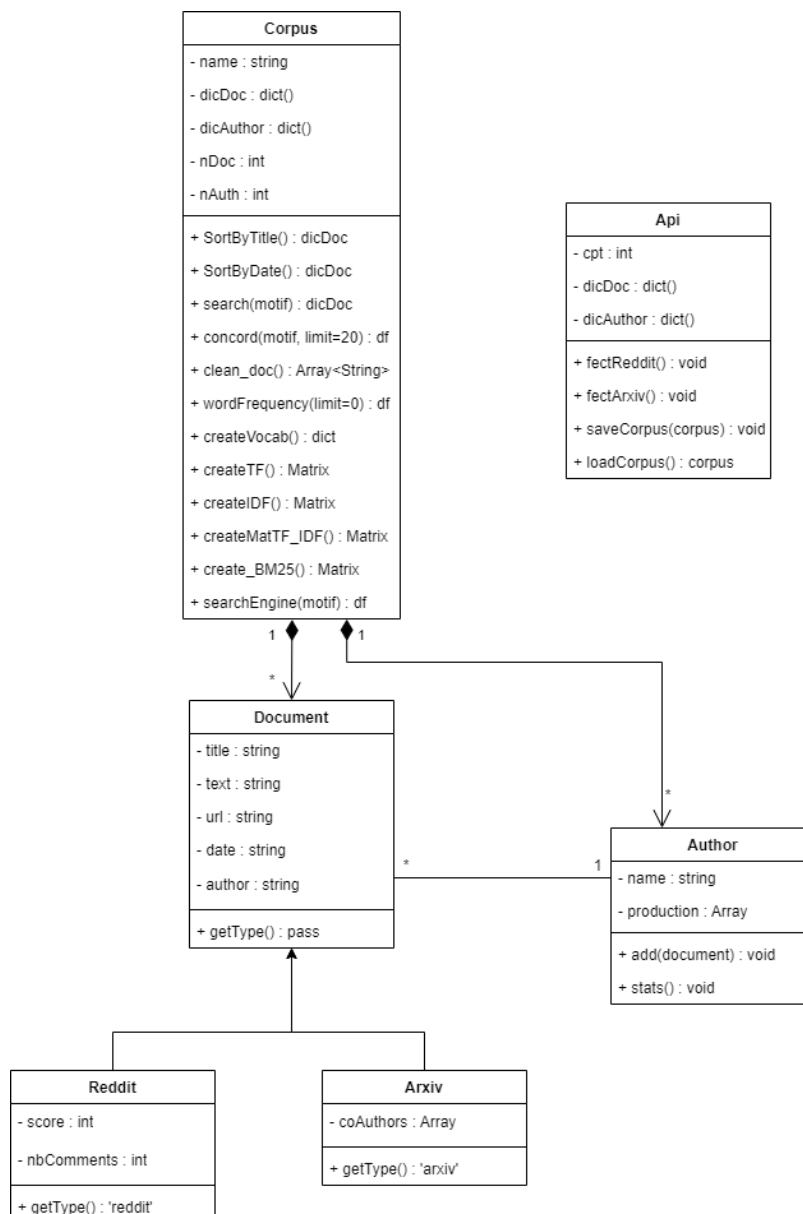 Corpus
- name : string
- dicDoc : dict()
- dicAuthor : dict()
- nDoc : int
- nAuth : int
+ SortByTitle() : dicDoc
+ SortByDate() : dicDoc
+ search(motif) : dicDoc
+ concord(motif, limit=20) : df
+ clean_doc() : Array<String>
+ wordFrequency(limit=0) : df
+ createVocab() : dict
+ createTF() : Matrix
+ createIDF() : Matrix
+ createMatTF_IDF() : Matrix
+ create_BM25() : Matrix
+ searchEngine(motif) : df
Api
- cpt : int
- dicDoc : dict()
- dicAuthor : dict()
+ fectReddit() : void
+ fectArxiv() : void
+ saveCorpus(corpus) : void
+ loadCorpus() : corpus
1
1
*
*
Document
- title : string
- text : string
- url : string
- date : string
- author : string
+ getType() : pass
*
1
Author
- name : string
- production : Array
+ add(document) : void
+ stats() : void
Reddit
- score : int
- nbComments : int
+ getType() : 'reddit'
Arxiv
- coAuthors : Array
+ getType() : 'arxiv'